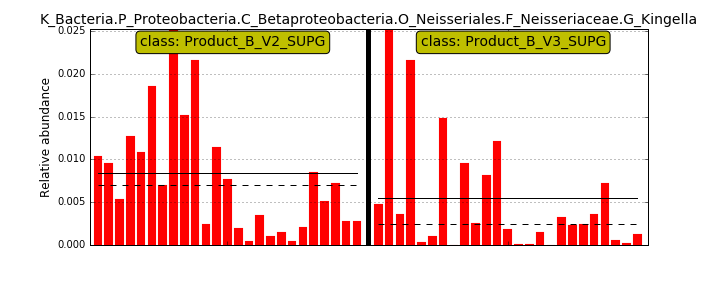 K_Bacteria.P_Proteobacteria.C_Betaproteobacteria.O_Neisseriales.F_Neisseriaceae.G_Kingella
class: Product_B_V2_SUPG
class: Product_B_V3_SUPG
Relative abundance
0.025
0.020
0.015
0.010
0.005
0.000